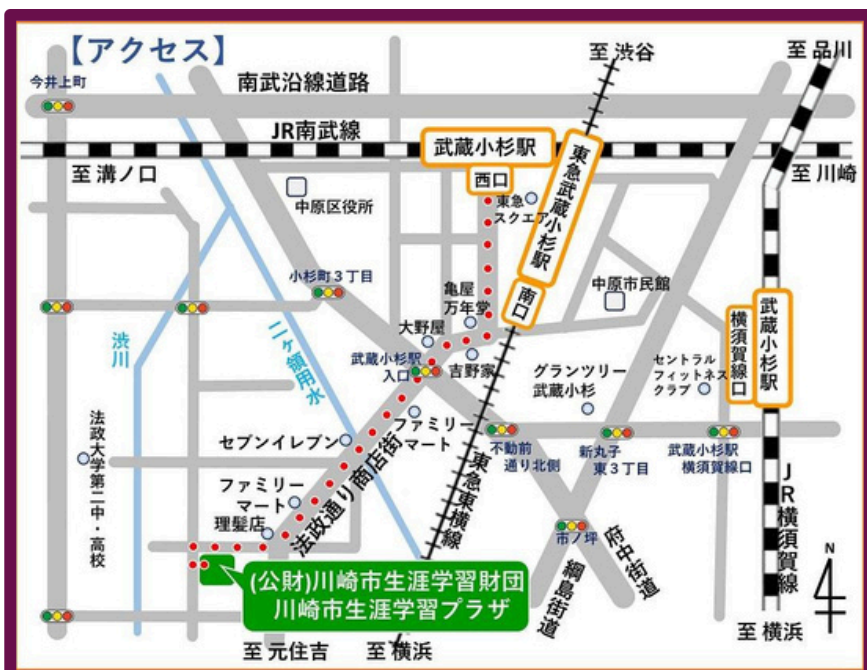 【アクセス】
至 渋谷
至 品川
今井上町
南武沿線道路
JR南武線
武蔵小杉駅
西口
至 溝ノ口
至 川崎
東急
スクエア
東急武蔵小杉駅
南口
中原区役所
中原市民館
小杉町3丁目
亀屋
万年堂
大野屋
武蔵小杉駅
入口
吉野家
渋川
二ヶ領用水
グランツリー
武蔵小杉
セントラル
フィットネス
クラブ
横須賀線口
武蔵小杉駅
ファミリー
マート
不動前
通り北側
新丸子
東3丁目
武蔵小杉駅
横須賀線口
セブンイレブン
法政大学第二中・高校
ファミリー
マート
理髪店
法政通り商店街
東急東横線
市ノ坪
府中街道
綱島街道
JR横須賀線
N
(公財)川崎市生涯学習財団
川崎市生涯学習プラザ
至 元住吉
至 横浜
至 横浜